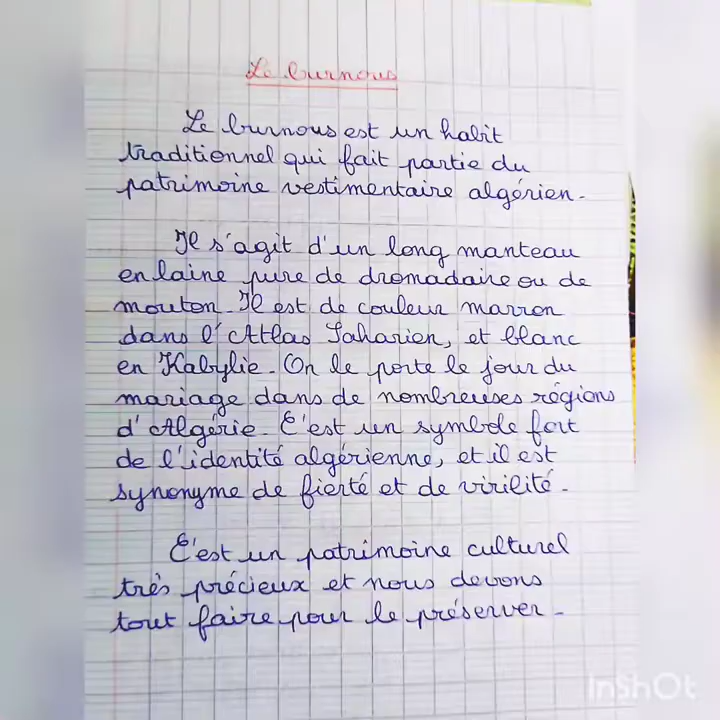 Le burnous
Le burnous est un habit
traditionnel qui fait partie du
patrimoine vestimentaire algérien.
Il s'agit d'un long manteau
en laine pure de dromadaire ou de
mouton. Il est de couleur marron
dans l'Atlas Saharien, et blanc
en Kabylie. On le porte le jour du
mariage dans de nombreuses régions
d'Algérie. C'est un symbole fort
de l'identité algérienne, et il est
synonyme de fierté et de virilité.
C'est un patrimoine culturel
très précieux et nous devons
tout faire pour le préserver.
InShOt